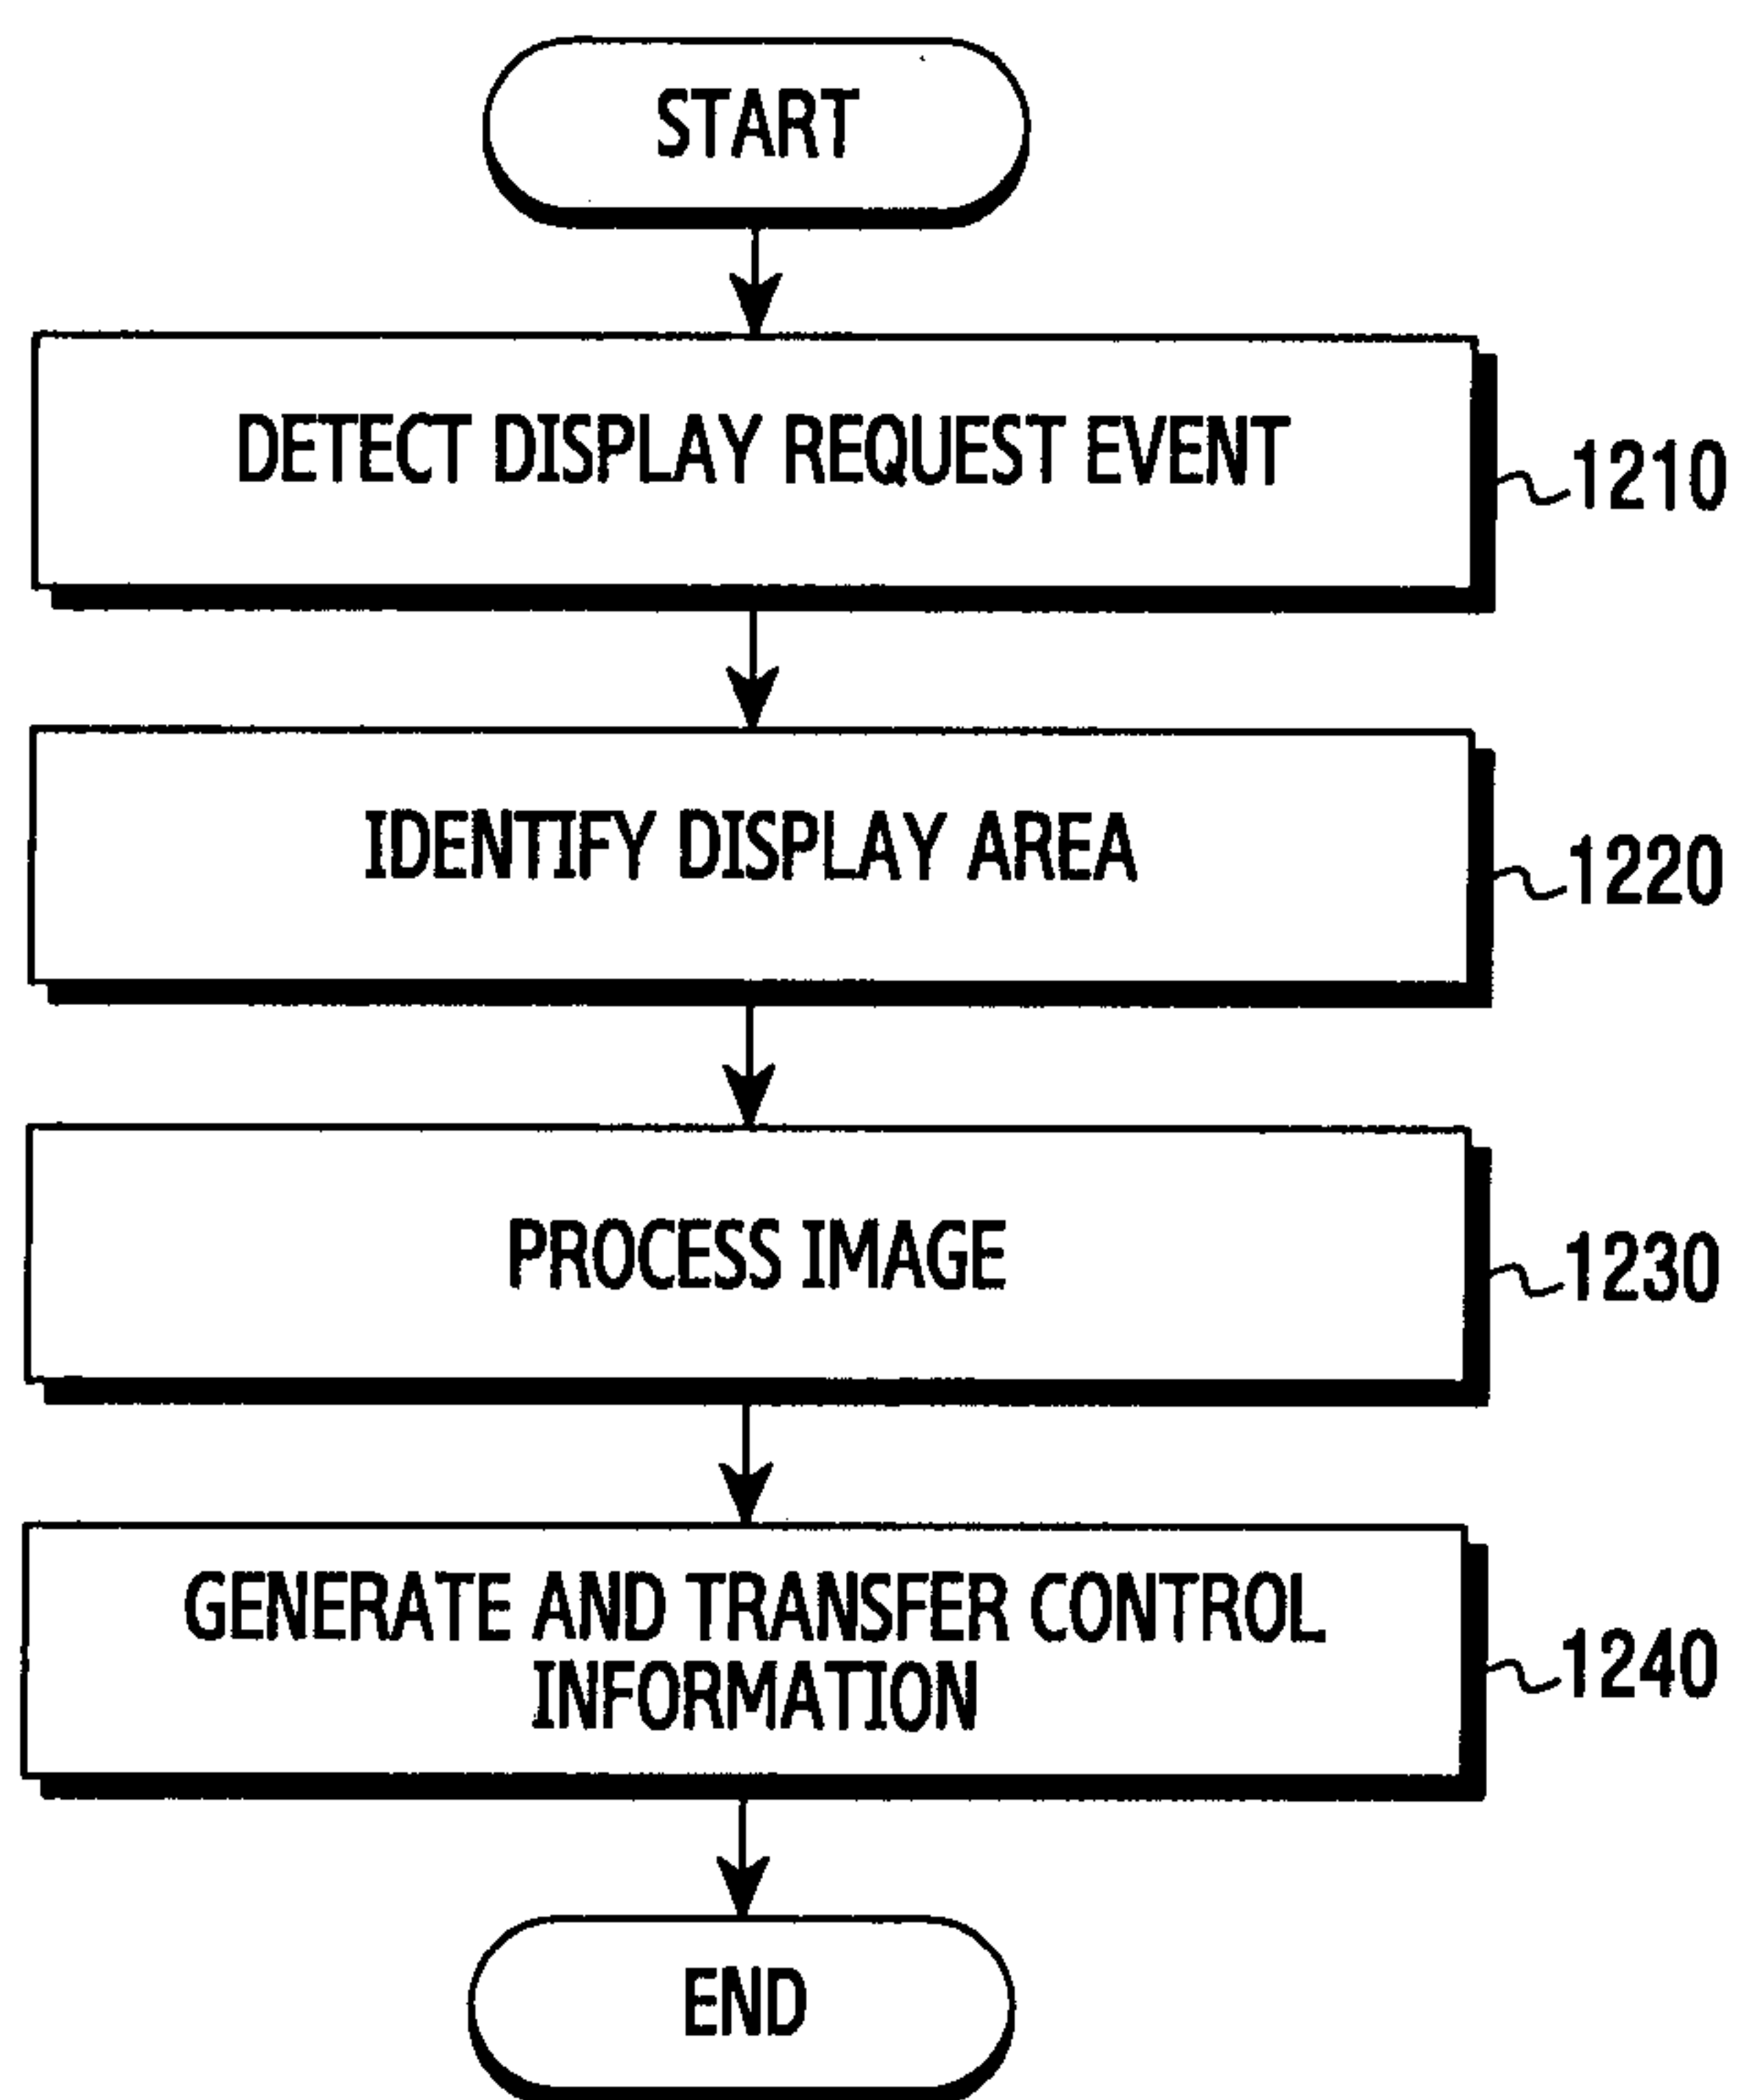 START
DETECT DISPLAY REQUEST EVENT
1210
IDENTIFY DISPLAY AREA
1220
PROCESS IMAGE
1230
GENERATE AND TRANSFER CONTROL
INFORMATION
1240
END